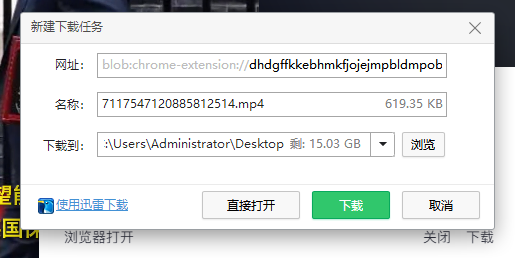 新建下载任务
网址: blob:chrome-extension://dhdgffkkebhmkfjojejmpbldmpob
名称: 7117547120885812514.mp4 619.35 KB
下载到: :\Users\Administrator\Desktop 剩: 15.03 GB 浏览
使用迅雷下载 直接打开 下载 取消
浏览器打开 关闭 下载